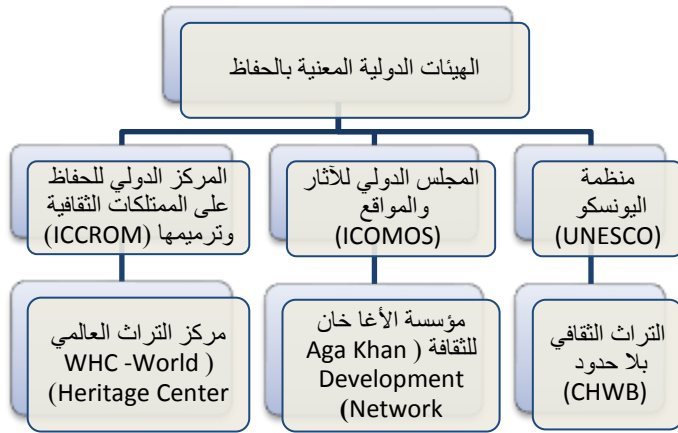 الهيئات الدولية المعنية بالحفاظ
منظمة
اليونسكو
(UNESCO)
المجلس الدولي للآثار
والمواقع
(ICOMOS)
المركز الدولي للحفاظ
على الممتلكات الثقافية
وترميمها (ICCROM)
التراث الثقافي
بلا حدود
(CHWB)
مؤسسة الأغا خان
للثقافة ( Aga Khan
Development
(Network
مركز التراث العالمي
( WHC -World
(Heritage Center